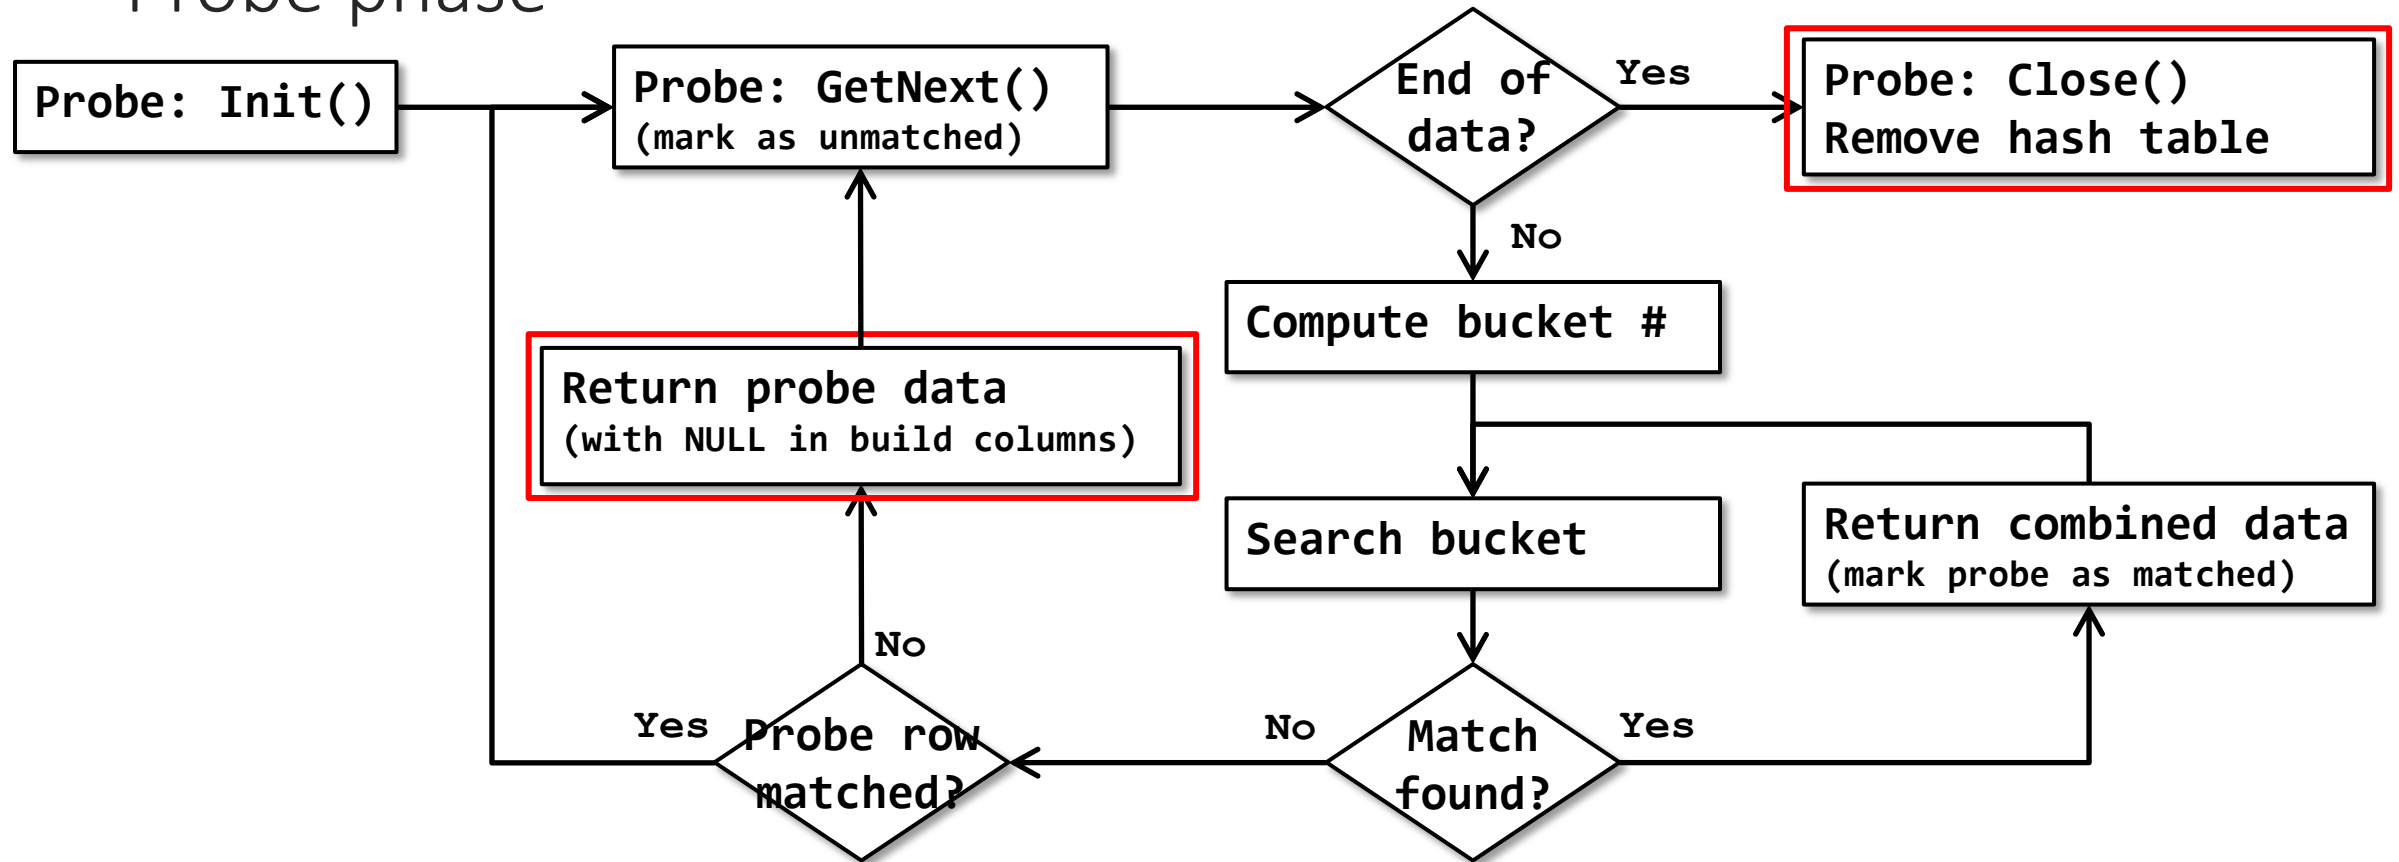 Probe phase
Probe: Init()
Probe: GetNext()
(mark as unmatched)
End of
data?
Yes
Probe: Close()
Remove hash table
No
Compute bucket #
Return probe data
(with NULL in build columns)
Search bucket
Return combined data
(mark probe as matched)
No
Yes
Probe row
matched?
No
Match
found?
Yes